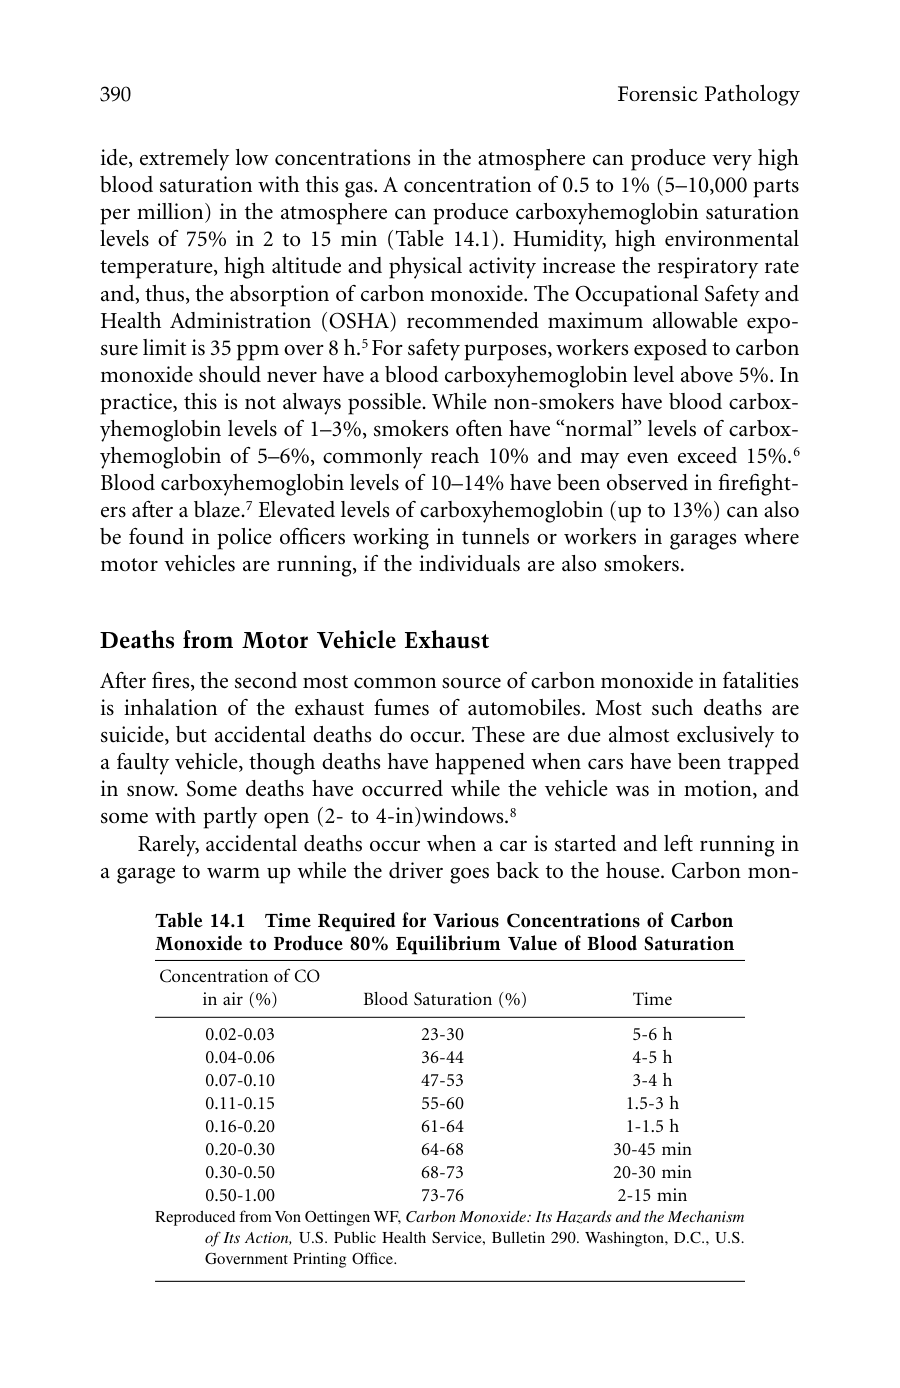 390
Forensic Pathology
ide, extremely low concentrations in the atmosphere can produce very high
blood saturation with this gas. A concentration of 0.5 to 1% (5–10,000 parts
per million) in the atmosphere can produce carboxyhemoglobin saturation
levels of 75% in 2 to 15 min (Table 14.1). Humidity, high environmental
temperature, high altitude and physical activity increase the respiratory rate
and, thus, the absorption of carbon monoxide. The Occupational Safety and
Health Administration (OSHA) recommended maximum allowable expo-
sure limit is 35 ppm over 8 h.⁵ For safety purposes, workers exposed to carbon
monoxide should never have a blood carboxyhemoglobin level above 5%. In
practice, this is not always possible. While non-smokers have blood carbox-
yhemoglobin levels of 1–3%, smokers often have “normal” levels of carbox-
yhemoglobin of 5–6%, commonly reach 10% and may even exceed 15%.⁶
Blood carboxyhemoglobin levels of 10–14% have been observed in firefight-
ers after a blaze.⁷ Elevated levels of carboxyhemoglobin (up to 13%) can also
be found in police officers working in tunnels or workers in garages where
motor vehicles are running, if the individuals are also smokers.
Deaths from Motor Vehicle Exhaust
After fires, the second most common source of carbon monoxide in fatalities
is inhalation of the exhaust fumes of automobiles. Most such deaths are
suicide, but accidental deaths do occur. These are due almost exclusively to
a faulty vehicle, though deaths have happened when cars have been trapped
in snow. Some deaths have occurred while the vehicle was in motion, and
some with partly open (2- to 4-in)windows.⁸
Rarely, accidental deaths occur when a car is started and left running in
a garage to warm up while the driver goes back to the house. Carbon mon-
Table 14.1 Time Required for Various Concentrations of Carbon
Monoxide to Produce 80% Equilibrium Value of Blood Saturation
Concentration of CO
in air (%) Blood Saturation (%) Time
0.02-0.03 23-30 5-6 h
0.04-0.06 36-44 4-5 h
0.07-0.10 47-53 3-4 h
0.11-0.15 55-60 1.5-3 h
0.16-0.20 61-64 1-1.5 h
0.20-0.30 64-68 30-45 min
0.30-0.50 68-73 20-30 min
0.50-1.00 73-76 2-15 min
Reproduced from Von Oettingen WF, Carbon Monoxide: Its Hazards and the Mechanism
of Its Action, U.S. Public Health Service, Bulletin 290. Washington, D.C., U.S.
Government Printing Office.